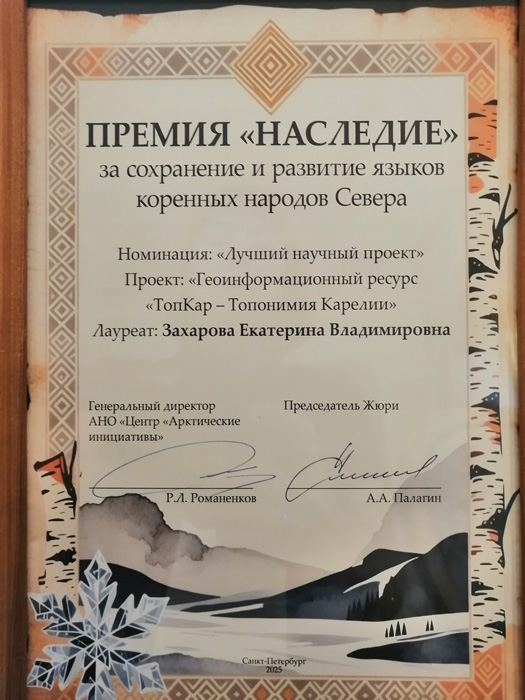 ПРЕМИЯ «НАСЛЕДИЕ»
за сохранение и развитие языков
коренных народов Севера
Номинация: «Лучший научный проект»
Проект: «Геоинформационный ресурс
«ТопКар – Топонимия Карелии»
Лауреат: Захарова Екатерина Владимировна
Генеральный директор
АНО «Центр «Арктические
инициативы»
Председатель Жюри
Р.Л. Романенков
А.А. Палагин
Санкт-Петербург
2025